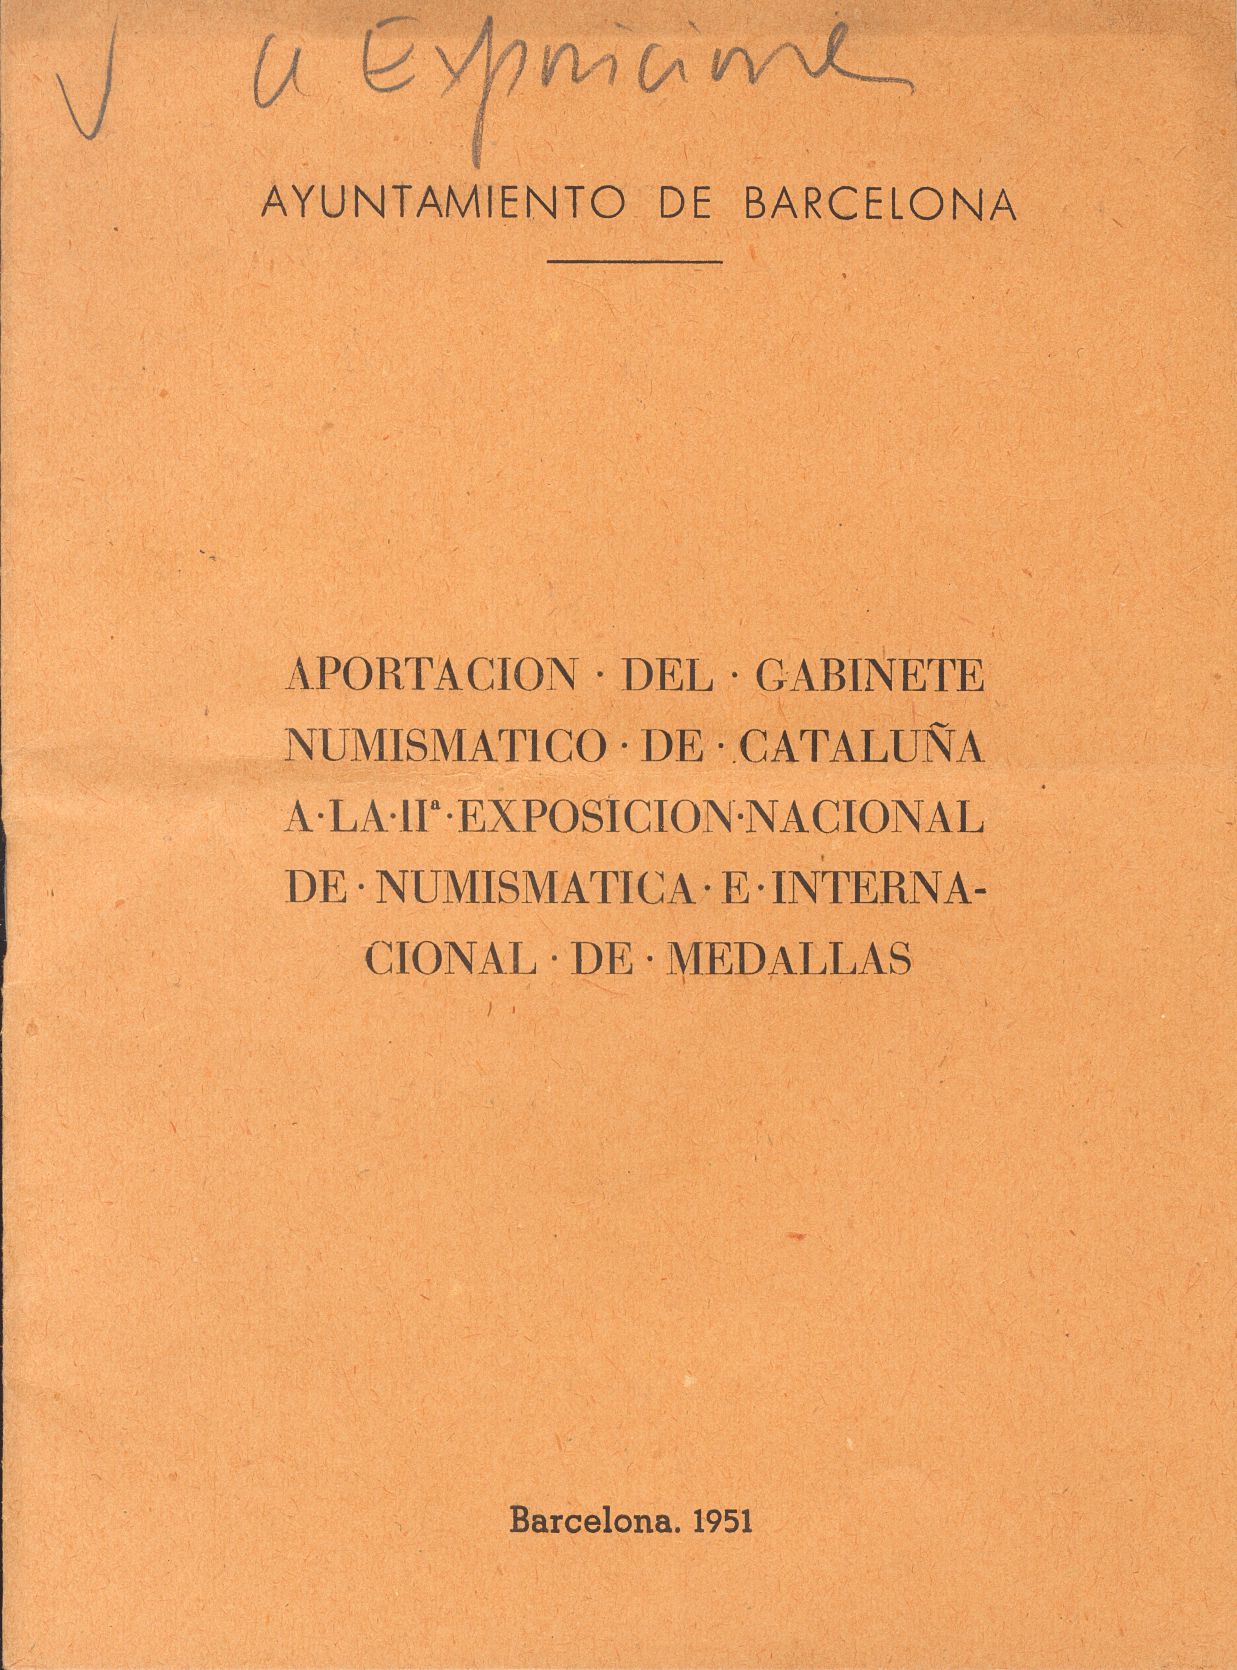 a Exposicione
AYUNTAMIENTO DE BARCELONA
APORTACION · DEL · GABINETE
NUMISMATICO · DE · CATALUÑA
A·LA·IIª·EXPOSICION·NACIONAL
DE · NUMISMATICA · E · INTERNA-
CIONAL · DE · MEDALLAS
Barcelona. 1951